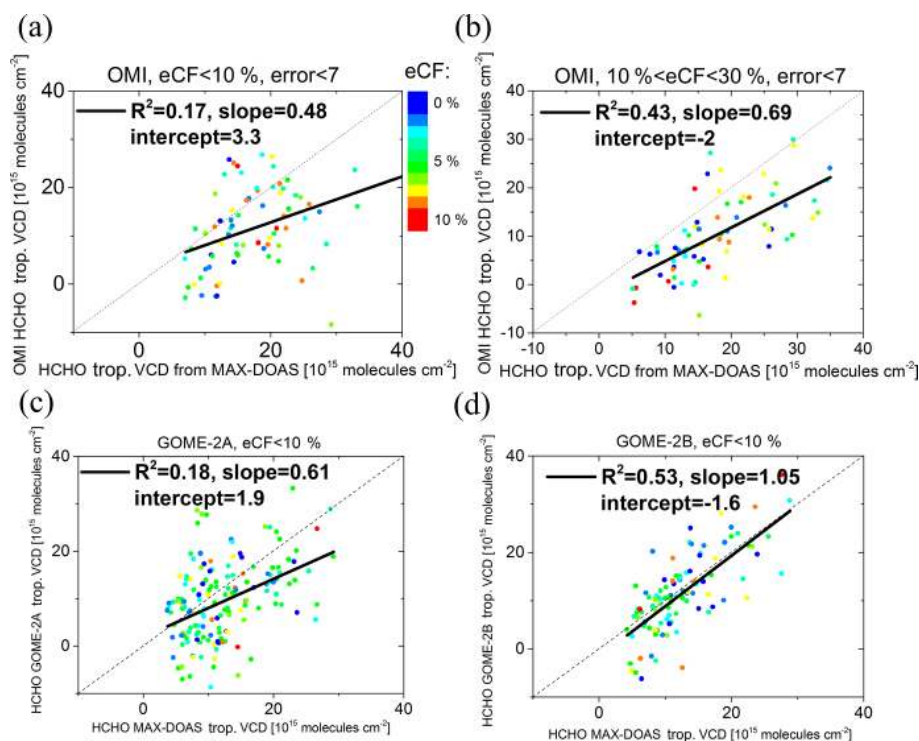 (a)
OMI, eCF<10 %, error<7
R²=0.17, slope=0.48
intercept=3.3
40
20
0
0
20
40
OMI HCHO trop. VCD [10¹⁵ molecules cm⁻²]
HCHO trop. VCD from MAX-DOAS [10¹⁵ molecules cm⁻²]
eCF:
0 %
5 %
10 %
(b)
OMI, 10 %<eCF<30 %, error<7
R²=0.43, slope=0.69
intercept=-2
40
30
20
10
0
-10
-10
0
10
20
30
40
OMI HCHO trop. VCD [10¹⁵ molecules cm⁻²]
HCHO trop. VCD from MAX-DOAS [10¹⁵ molecules cm⁻²]
(c)
GOME-2A, eCF<10 %
R²=0.18, slope=0.61
intercept=1.9
40
20
0
0
20
40
HCHO GOME-2A trop. VCD [10¹⁵ molecules cm⁻²]
HCHO MAX-DOAS trop. VCD [10¹⁵ molecules cm⁻²]
(d)
GOME-2B, eCF<10 %
R²=0.53, slope=1.05
intercept=-1.6
40
20
0
0
20
40
HCHO GOME-2B trop. VCD [10¹⁵ molecules cm⁻²]
HCHO MAX-DOAS trop. VCD [10¹⁵ molecules cm⁻²]